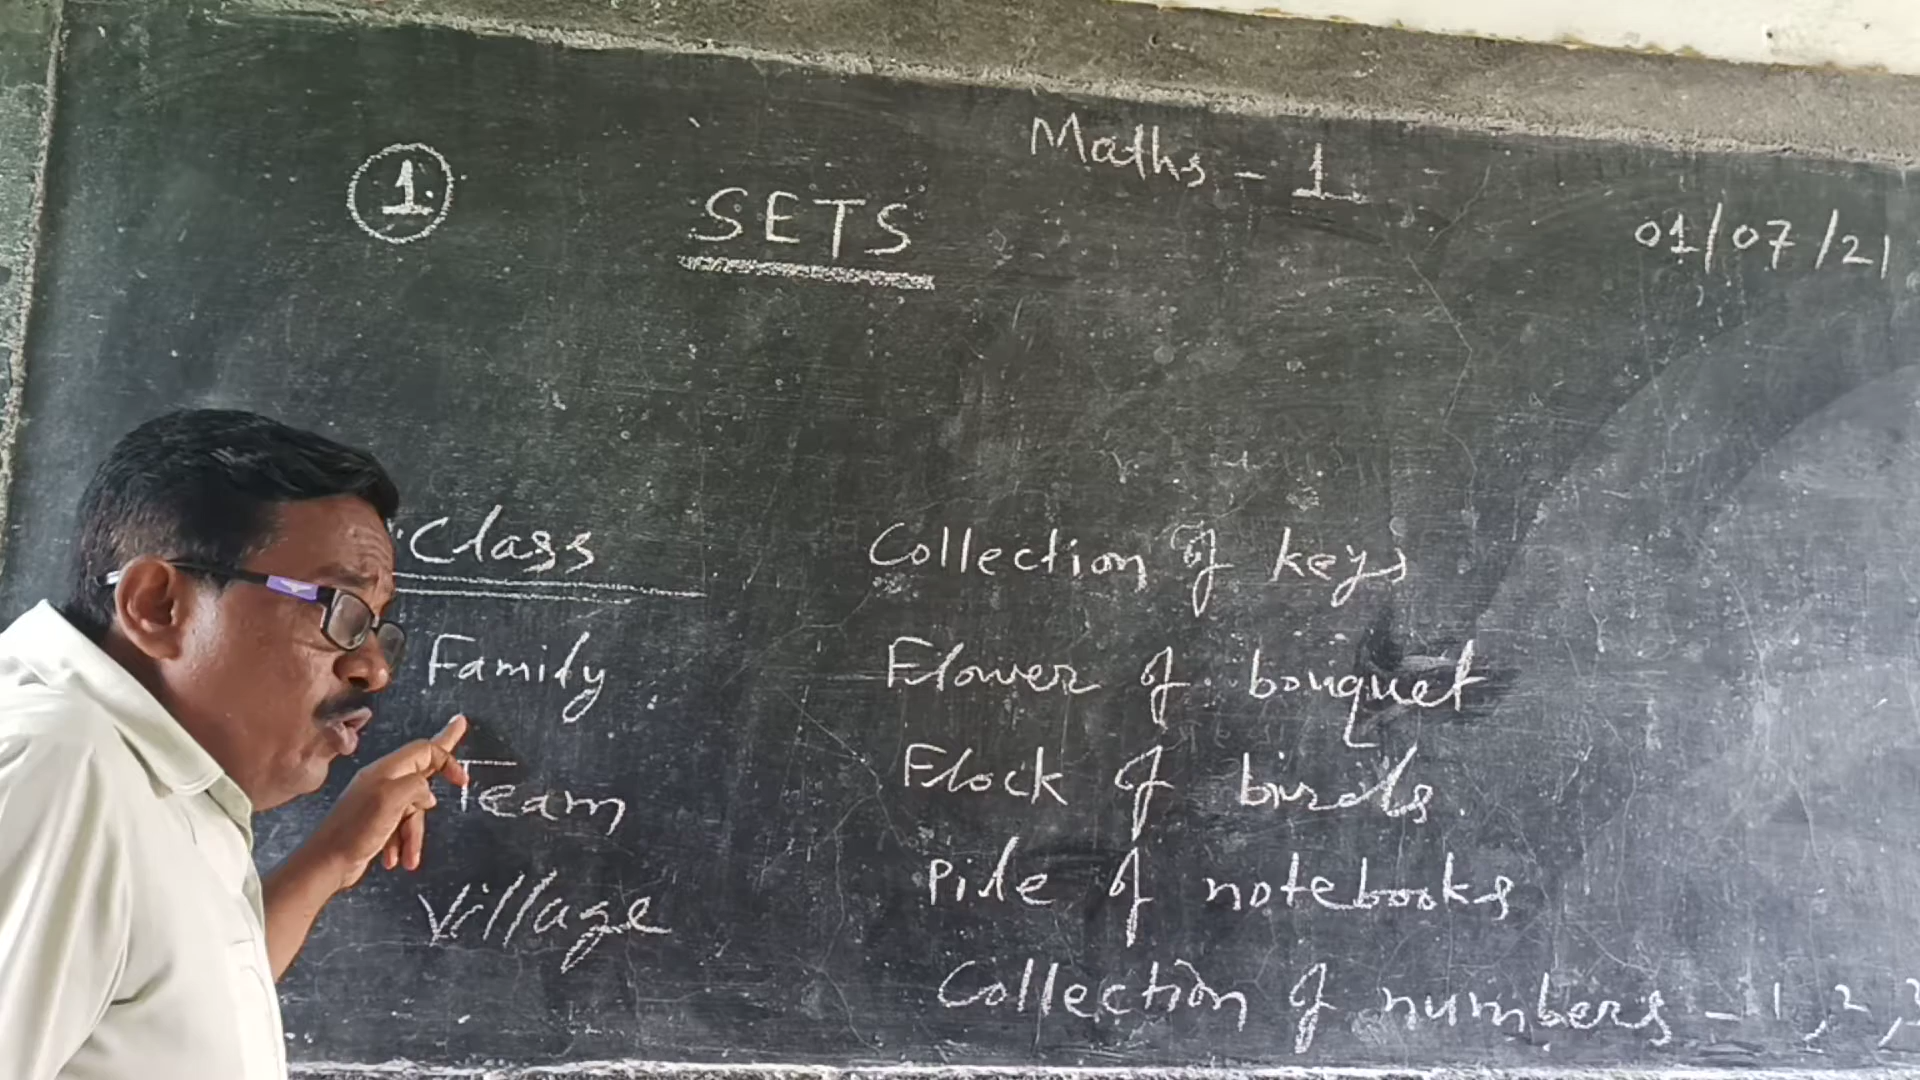 Maths - 1
1.
SETS
01/07/21
Class
Family
Team
Village
Collection of keys
Flower of bouquet
Flock of birds.
Pile of notebooks
Collection of numbers - 1, 2,